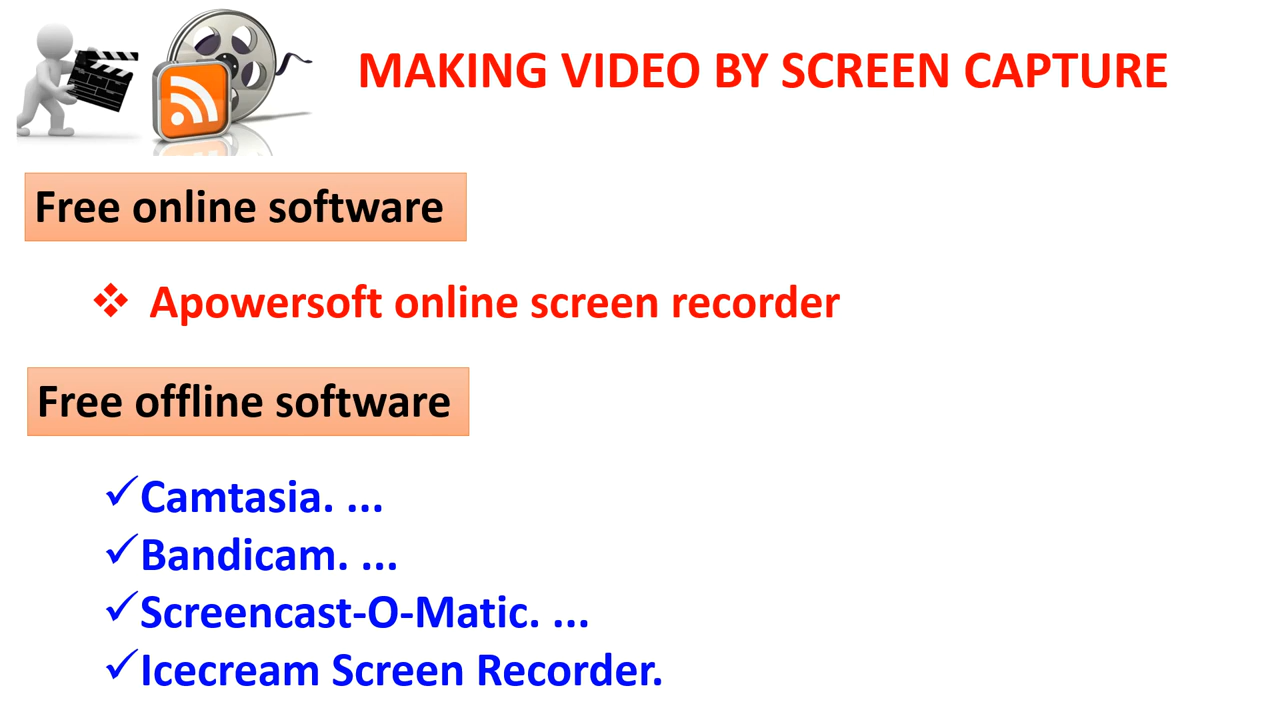 MAKING VIDEO BY SCREEN CAPTURE
Free online software
❖ Apowersoft online screen recorder
Free offline software
✓Camtasia. ...
✓Bandicam. ...
✓Screencast-O-Matic. ...
✓Icecream Screen Recorder.